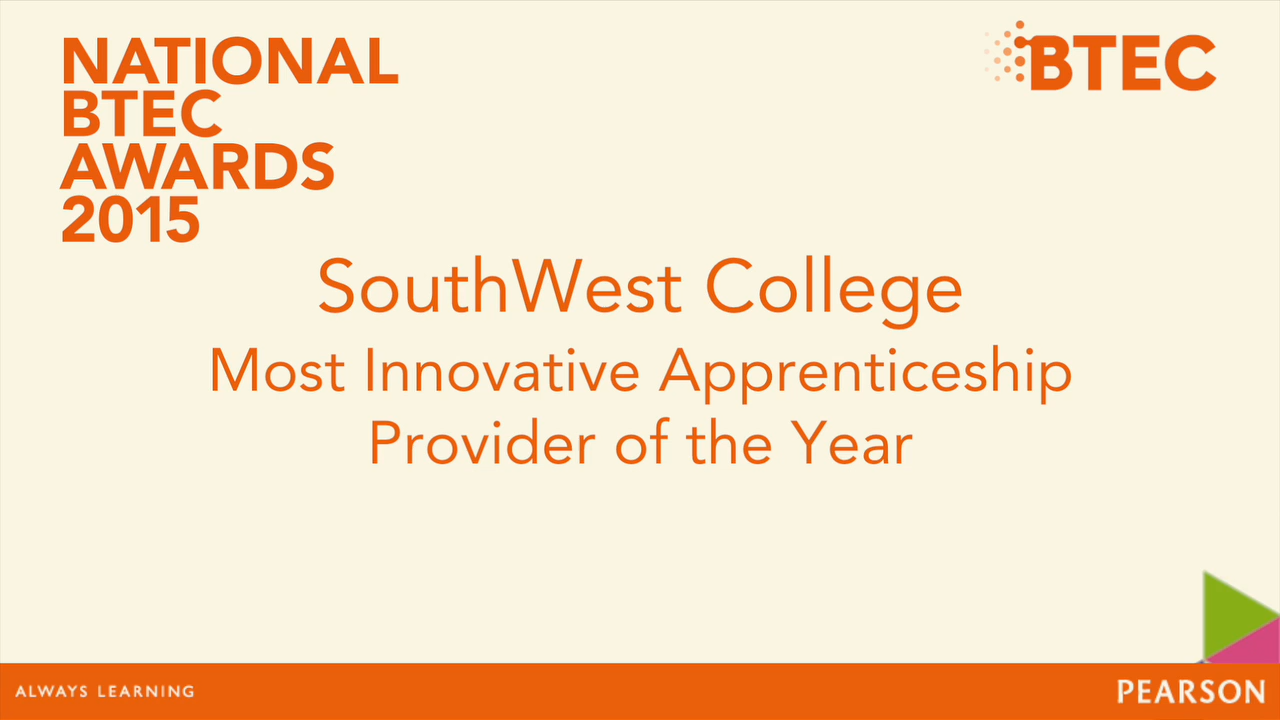 NATIONAL
BTEC
AWARDS
2015
BTEC
SouthWest College
Most Innovative Apprenticeship
Provider of the Year
ALWAYS LEARNING
PEARSON